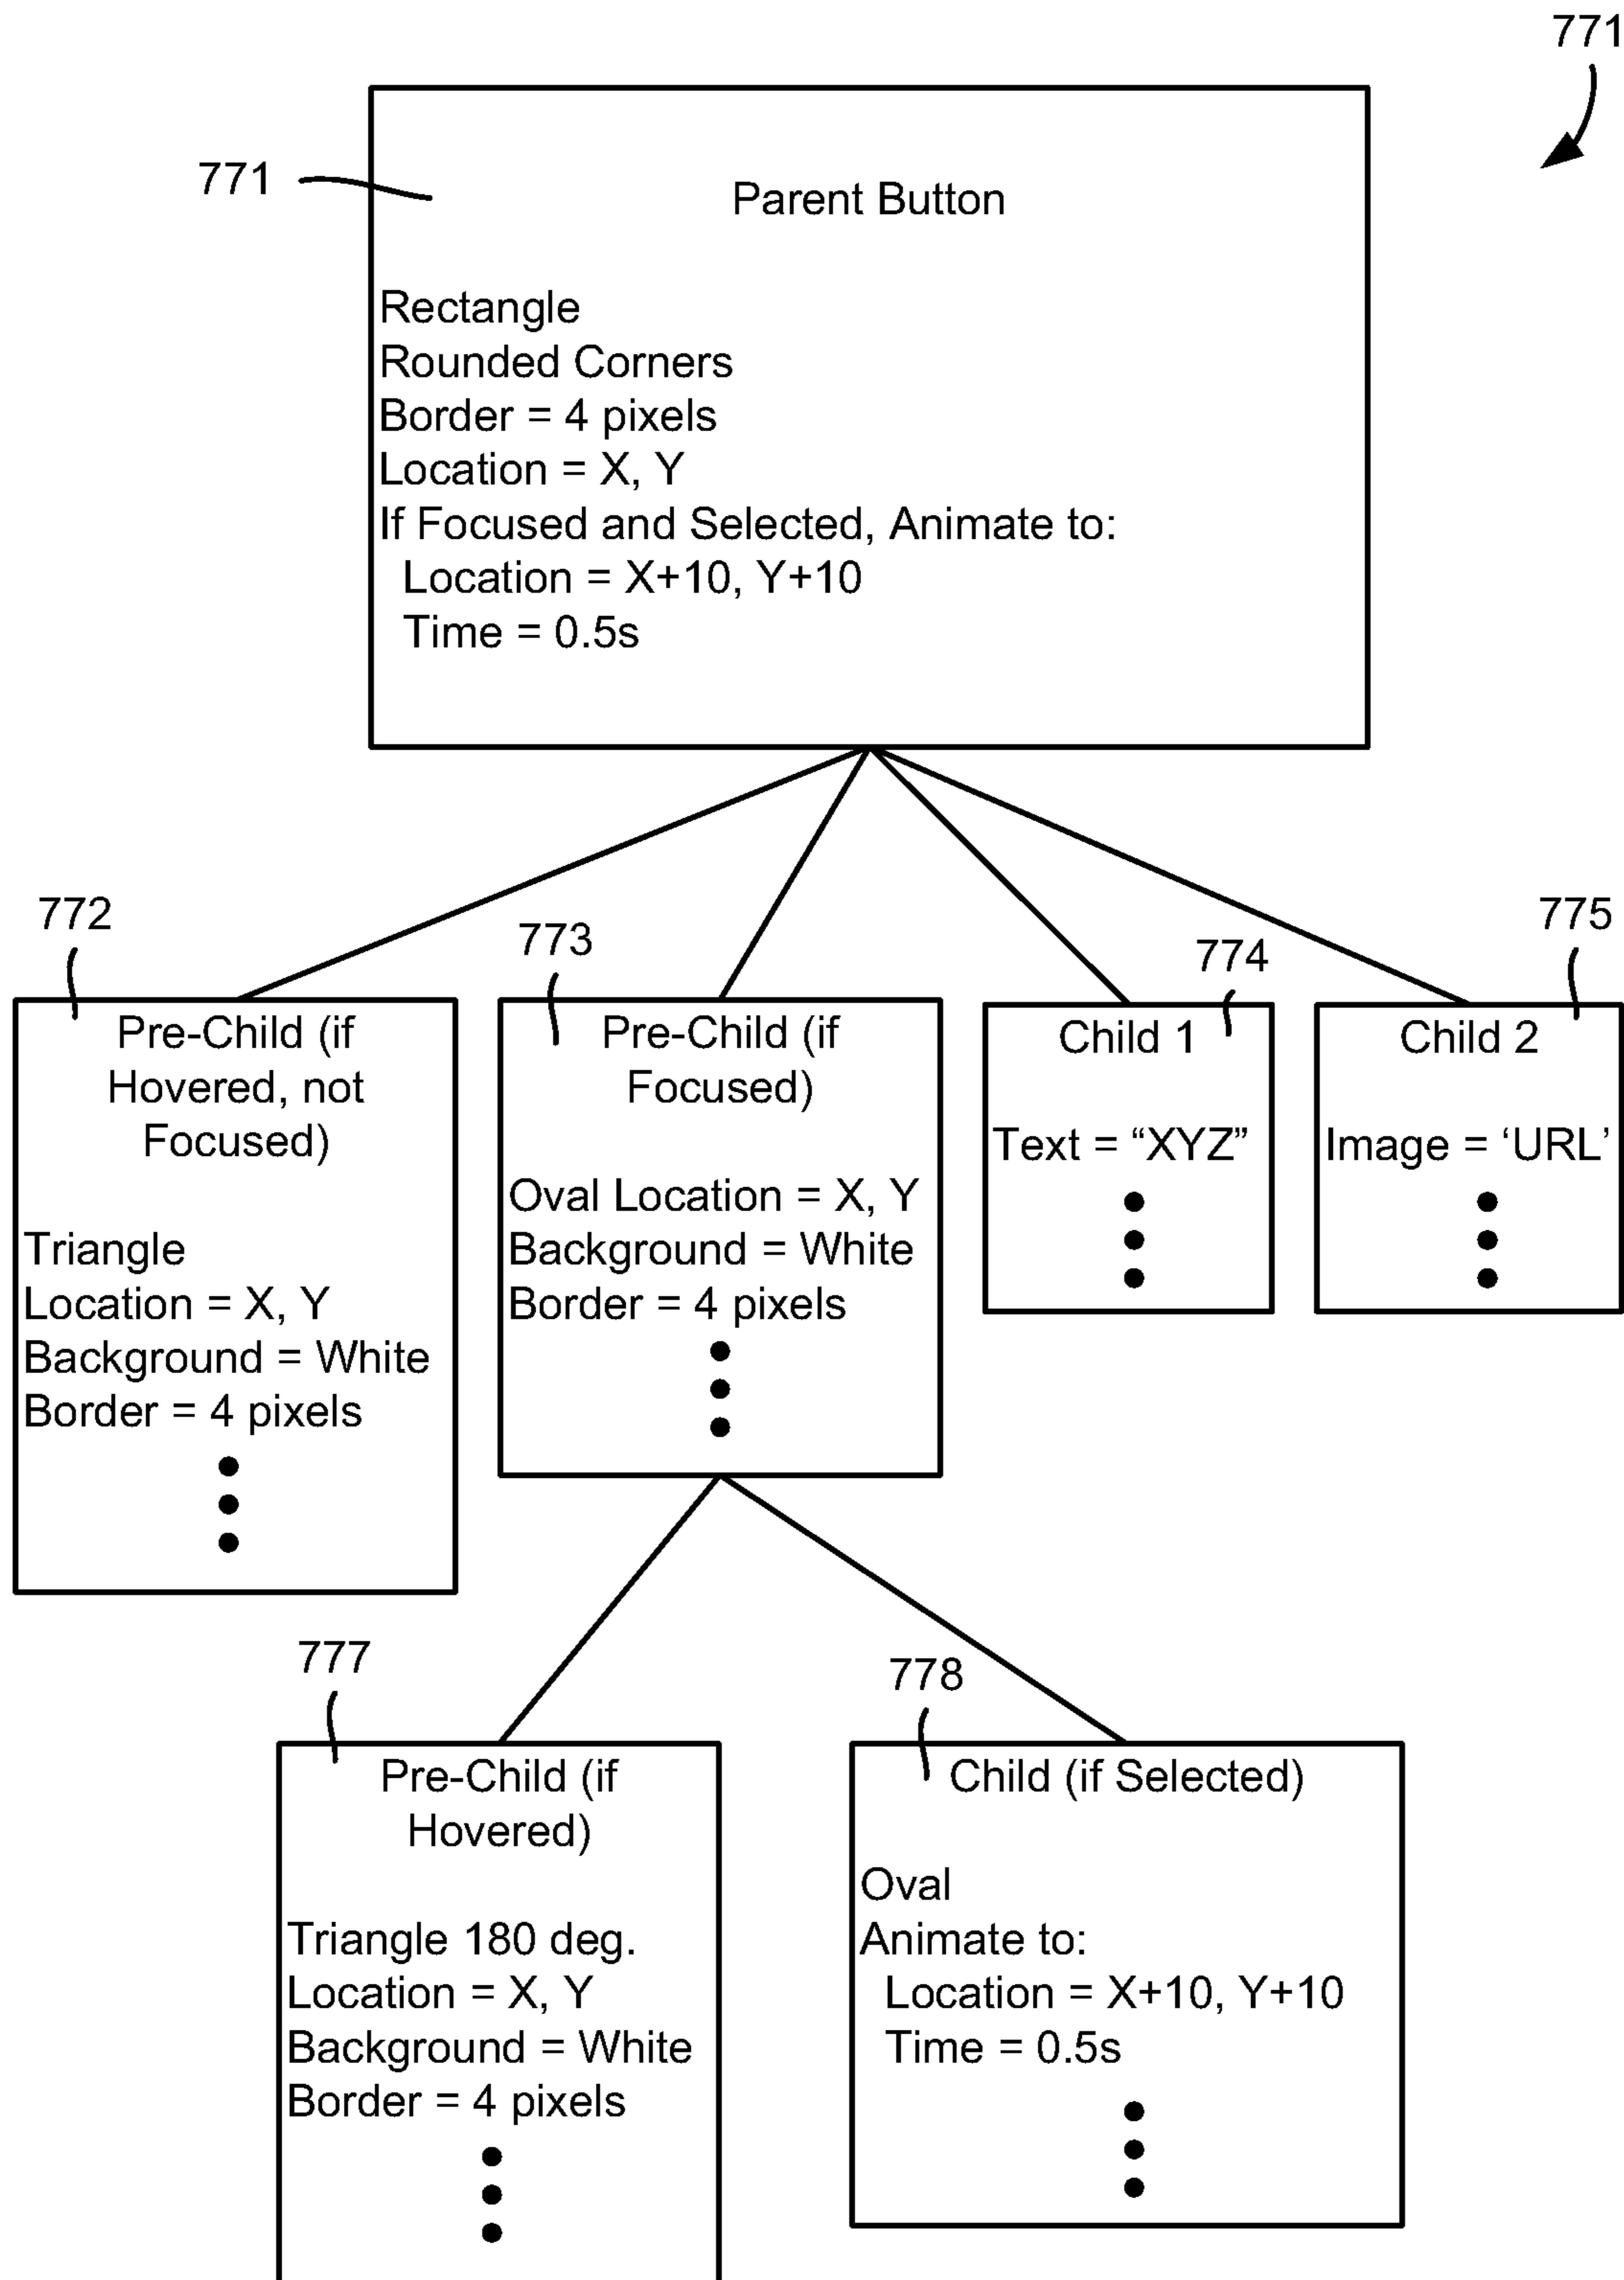 771
771
Parent Button
Rectangle
Rounded Corners
Border = 4 pixels
Location = X, Y
If Focused and Selected, Animate to:
Location = X+10, Y+10
Time = 0.5s
772
Pre-Child (if
Hovered, not
Focused)
Triangle
Location = X, Y
Background = White
Border = 4 pixels
773
Pre-Child (if
Focused)
Oval Location = X, Y
Background = White
Border = 4 pixels
774
Child 1
Text = “XYZ”
775
Child 2
Image = ‘URL’
777
Pre-Child (if
Hovered)
Triangle 180 deg.
Location = X, Y
Background = White
Border = 4 pixels
778
Child (if Selected)
Oval
Animate to:
Location = X+10, Y+10
Time = 0.5s